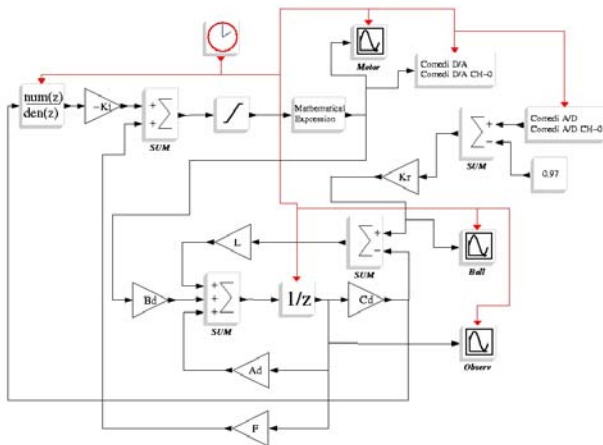 Motor
Comedi D/A
Comedi D/A CH-0
num(z)
den(z)
-Ki
+
+
Σ
SUM
Mathematical
Expression
Comedi A/D
Comedi A/D CH-0
+
-
Σ
SUM
0.97
Kr
L
+
-
Σ
SUM
Ball
Bd
+
+
+
Σ
SUM
1/z
Cd
Ad
Observ
F